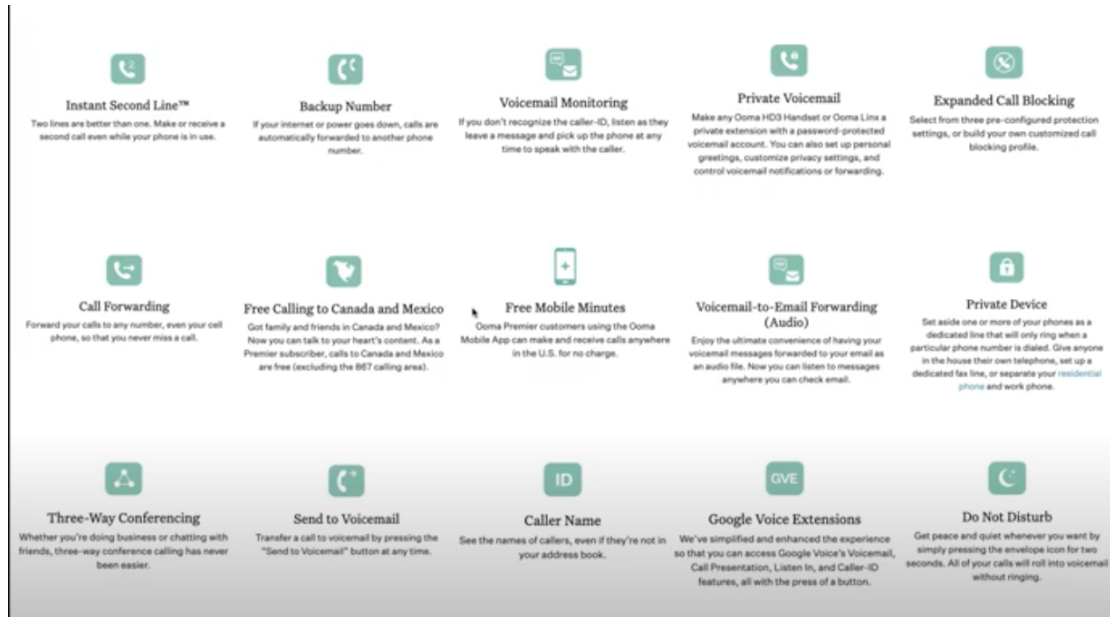 2
Instant Second Line™
Two lines are better than one. Make or receive a
second call even while your phone is in use.
Backup Number
If your internet or power goes down, calls are
automatically forwarded to another phone
number.
Voicemail Monitoring
If you don't recognize the caller-ID, listen as they
leave a message and pick up the phone at any
time to speak with the caller.
Private Voicemail
Make any Ooma HD3 Handset or Ooma Linx a
private extension with a password-protected
voicemail account. You can also set up personal
greetings, customize privacy settings, and
control voicemail notifications or forwarding.
Expanded Call Blocking
Select from three pre-configured protection
settings, or build your own customized call
blocking profile.
Call Forwarding
Forward your calls to any number, even your cell
phone, so that you never miss a call.
Free Calling to Canada and Mexico
Got family and friends in Canada and Mexico?
Now you can talk to your heart's content. As a
Premier subscriber, calls to Canada and Mexico
are free (excluding the 867 calling area).
Free Mobile Minutes
Ooma Premier customers using the Ooma
Mobile App can make and receive calls anywhere
in the U.S. for no charge.
Voicemail-to-Email Forwarding
(Audio)
Enjoy the ultimate convenience of having your
voicemail messages forwarded to your email as
an audio file. Now you can listen to messages
anywhere you can check email.
Private Device
Set aside one or more of your phones as a
dedicated line that will only ring when a
particular phone number is dialed. Give anyone
in the house their own telephone, set up a
dedicated fax line, or separate your residential
phone and work phone.
Three-Way Conferencing
Whether you're doing business or chatting with
friends, three-way conference calling has never
been easier.
Send to Voicemail
Transfer a call to voicemail by pressing the
"Send to Voicemail" button at any time.
ID
Caller Name
See the names of callers, even if they're not in
your address book.
GVE
Google Voice Extensions
We've simplified and enhanced the experience
so that you can access Google Voice's Voicemail,
Call Presentation, Listen In, and Caller-ID
features, all with the press of a button.
Do Not Disturb
Get peace and quiet whenever you want by
simply pressing the envelope icon for two
seconds. All of your calls will roll into voicemail
without ringing.